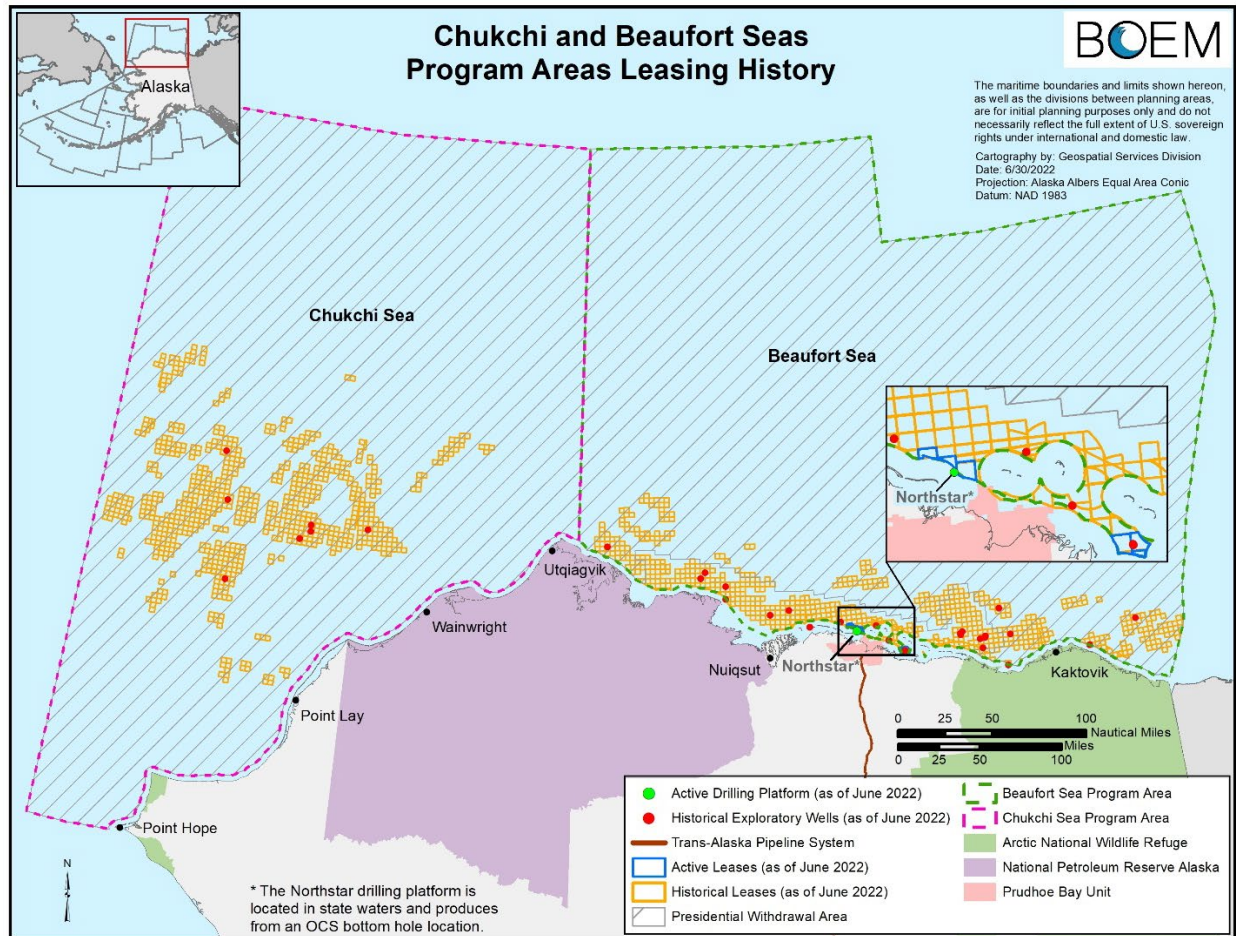 Chukchi and Beaufort Seas
Program Areas Leasing History
BOEM
The maritime boundaries and limits shown hereon,
as well as the divisions between planning areas,
are for initial planning purposes only and do not
necessarily reflect the full extent of U.S. sovereign
rights under international and domestic law.
Cartography by: Geospatial Services Division
Date: 6/30/2022
Projection: Alaska Albers Equal Area Conic
Datum: NAD 1983
Alaska
Chukchi Sea
Beaufort Sea
Northstar*
Utqiagvik
Wainwright
Nuiqsut
Northstar*
Kaktovik
Point Lay
Point Hope
0 25 50 100
Nautical Miles
Miles
0 25 50 100
N
* The Northstar drilling platform is
located in state waters and produces
from an OCS bottom hole location.
Active Drilling Platform (as of June 2022)
Historical Exploratory Wells (as of June 2022)
Trans-Alaska Pipeline System
Active Leases (as of June 2022)
Historical Leases (as of June 2022)
Presidential Withdrawal Area
Beaufort Sea Program Area
Chukchi Sea Program Area
Arctic National Wildlife Refuge
National Petroleum Reserve Alaska
Prudhoe Bay Unit